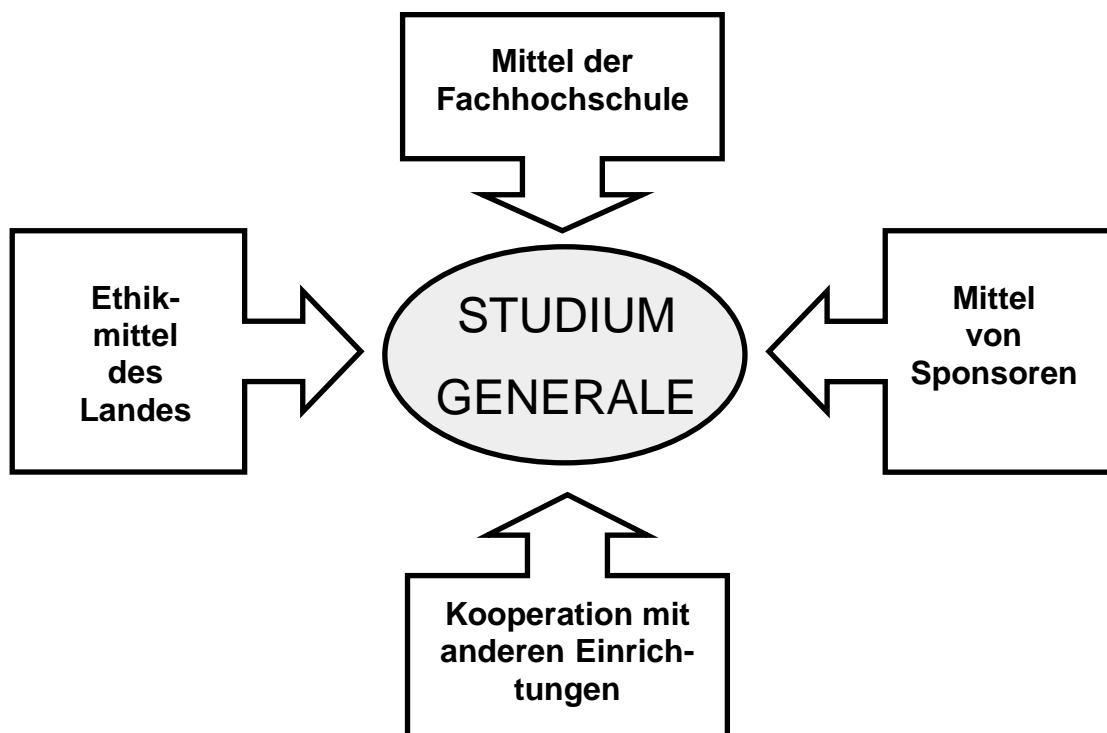 Mittel der
Fachhochschule
Ethik-
mittel
des
Landes
STUDIUM
GENERALE
Mittel
von
Sponsoren
Kooperation mit
anderen Einrich-
tungen